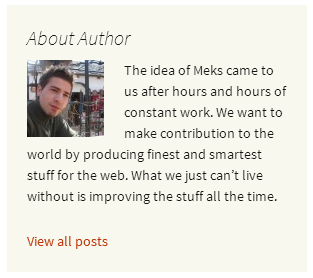 About Author
The idea of Meks came to
us after hours and hours of
constant work. We want to
make contribution to the
world by producing finest and smartest
stuff for the web. What we just can’t live
without is improving the stuff all the time.
View all posts